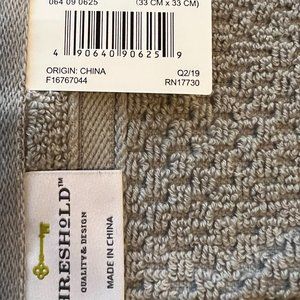 064 09 0625 (33 CM x 33 CM)
4 90640 90625 9
ORIGIN: CHINA Q2/19
F16767044 RN17730
THRESHOLD™
QUALITY & DESIGN
MADE IN CHINA